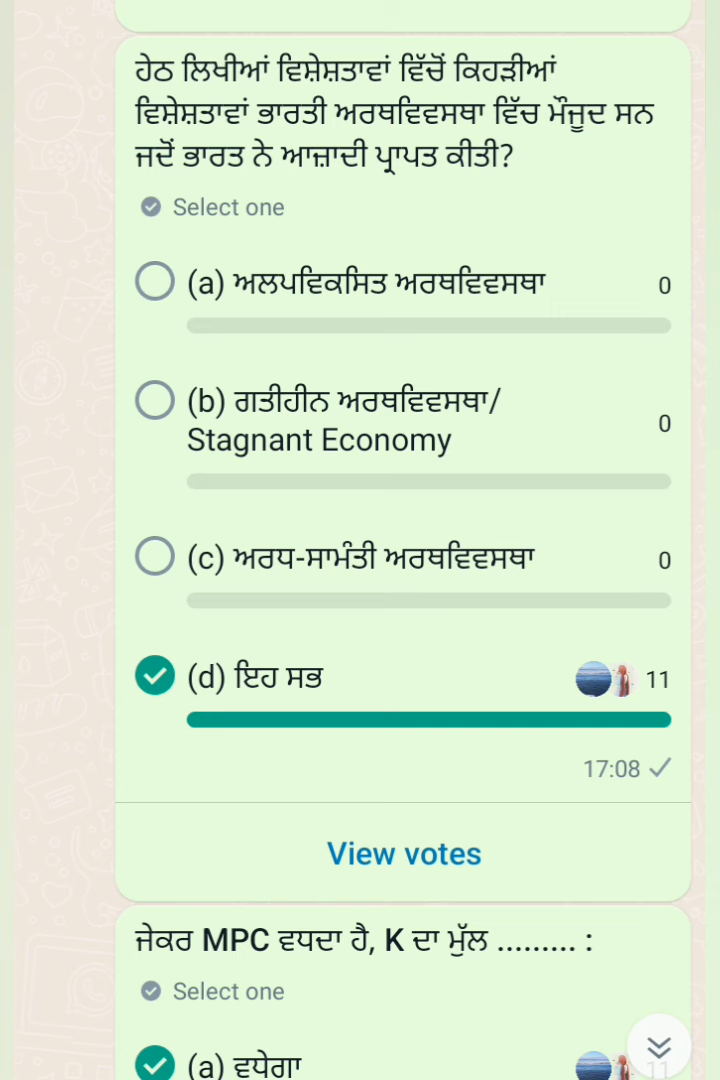 ਹੇਠ ਲਿਖੀਆਂ ਵਿਸ਼ੇਸ਼ਤਾਵਾਂ ਵਿੱਚੋਂ ਕਿਹੜੀਆਂ
ਵਿਸ਼ੇਸ਼ਤਾਵਾਂ ਭਾਰਤੀ ਅਰਥਵਿਵਸਥਾ ਵਿੱਚ ਮੌਜੂਦ ਸਨ
ਜਦੋਂ ਭਾਰਤ ਨੇ ਆਜ਼ਾਦੀ ਪ੍ਰਾਪਤ ਕੀਤੀ?
Select one
(a) ਅਲਪਵਿਕਸਿਤ ਅਰਥਵਿਵਸਥਾ 0
(b) ਗਤੀਹੀਨ ਅਰਥਵਿਵਸਥਾ/
Stagnant Economy 0
(c) ਅਰਧ-ਸਾਮੰਤੀ ਅਰਥਵਿਵਸਥਾ 0
(d) ਇਹ ਸਭ 11
17:08
View votes
ਜੇਕਰ MPC ਵਧਦਾ ਹੈ, K ਦਾ ਮੁੱਲ ......... :
Select one
(a) ਵਧੇਗਾ 11